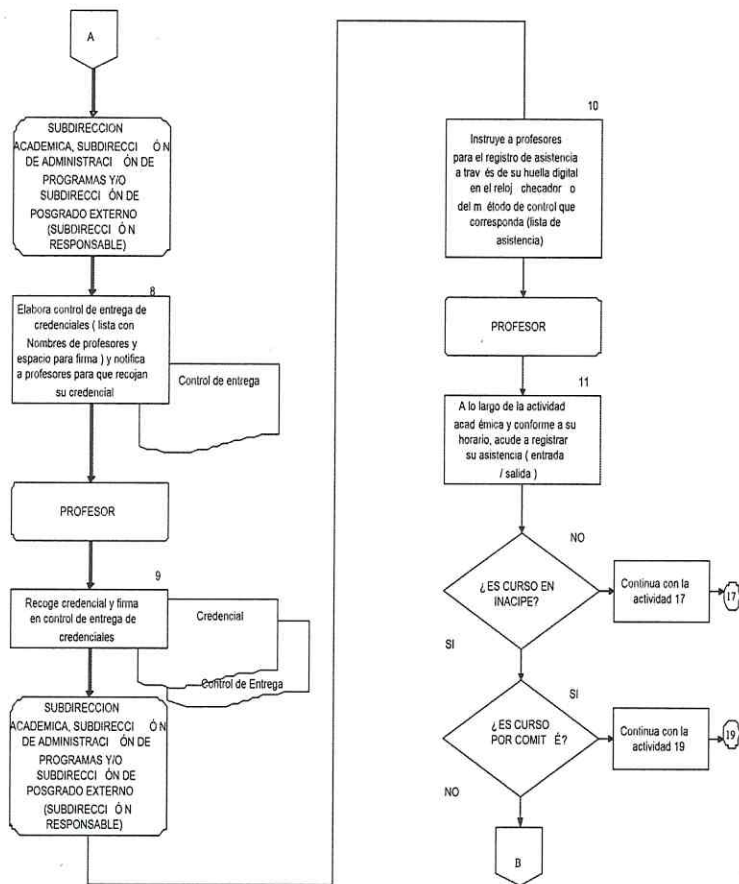 A
SUBDIRECCION
ACADEMICA, SUBDIRECCI ÓN
DE ADMINISTRACI ÓN DE
PROGRAMAS Y/O
SUBDIRECCI ÓN DE
POSGRADO EXTERNO
(SUBDIRECCI ÓN
RESPONSABLE)
8
Elabora control de entrega de
credenciales ( lista con
Nombres de profesores y
espacio para firma ) y notifica
a profesores para que recojan
su credencial
Control de entrega
PROFESOR
9
Recoge credencial y firma
en control de entrega de
credenciales
Credencial
Control de Entrega
SUBDIRECCION
ACADEMICA, SUBDIRECCI ÓN
DE ADMINISTRACI ÓN DE
PROGRAMAS Y/O
SUBDIRECCI ÓN DE
POSGRADO EXTERNO
(SUBDIRECCI ÓN
RESPONSABLE)
10
Instruye a profesores
para el registro de asistencia
a trav és de su huella digital
en el reloj checador o
del m étodo de control que
corresponda (lista de
asistencia)
PROFESOR
11
A lo largo de la actividad
acad émica y conforme a su
horario, acude a registrar
su asistencia ( entrada
/ salida )
¿ES CURSO EN
INACIPE?
NO
Continua con la
actividad 17
17
SI
¿ES CURSO
POR COMIT É?
SI
Continua con la
actividad 19
19
NO
B